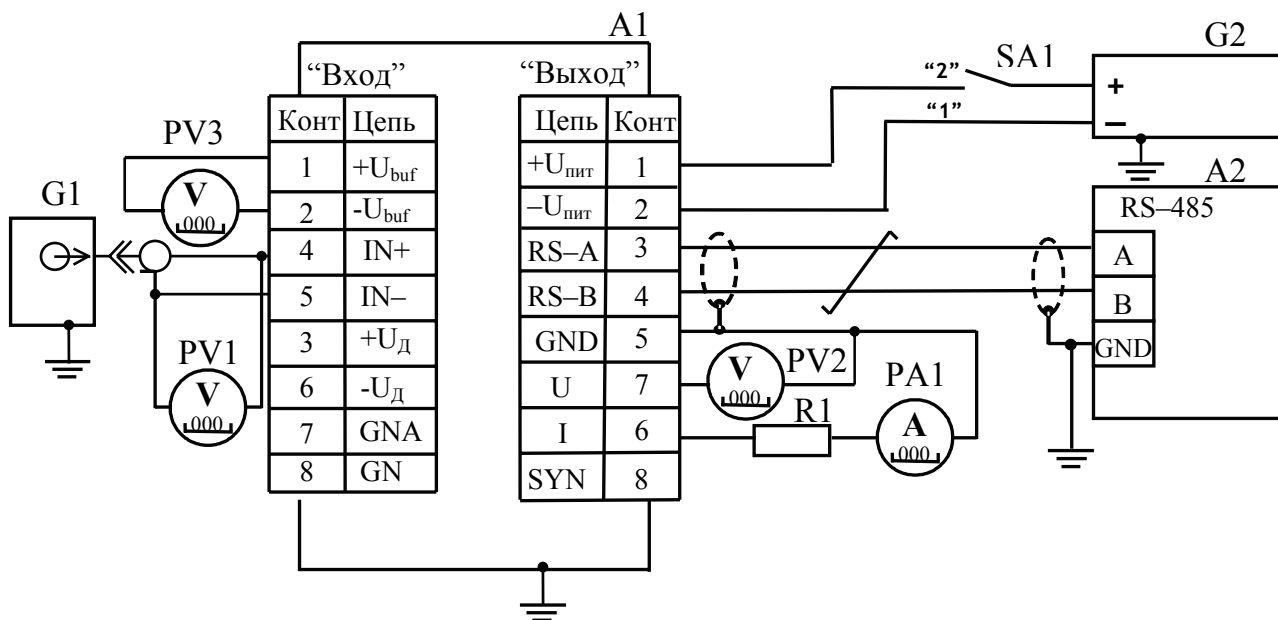 A1
G2
SA1
“2”
“1”
+
–
“Вход”
Конт Цепь
1 +Ubuf
2 -Ubuf
4 IN+
5 IN–
3 +UД
6 -UД
7 GNA
8 GN
“Выход”
Цепь Конт
+Uпит 1
–Uпит 2
RS–A 3
RS–B 4
GND 5
U 7
I 6
SYN 8
PV3
V
000
G1
PV1
V
000
PV2
V
000
R1
PA1
A
000
A2
RS–485
A
B
GND